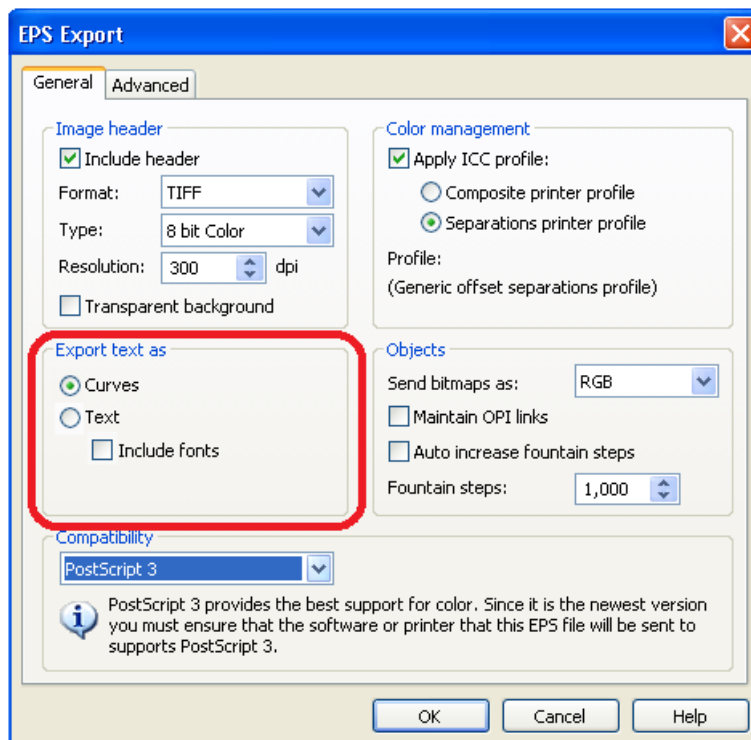 EPS Export
General
Advanced
Image header
Include header
Format:
TIFF
Type:
8 bit Color
Resolution:
300
dpi
Transparent background
Color management
Apply ICC profile:
Composite printer profile
Separations printer profile
Profile:
(Generic offset separations profile)
Export text as
Curves
Text
Include fonts
Objects
Send bitmaps as:
RGB
Maintain OPI links
Auto increase fountain steps
Fountain steps:
1,000
Compatibility
PostScript 3
PostScript 3 provides the best support for color. Since it is the newest version
you must ensure that the software or printer that this EPS file will be sent to
supports PostScript 3.
OK
Cancel
Help